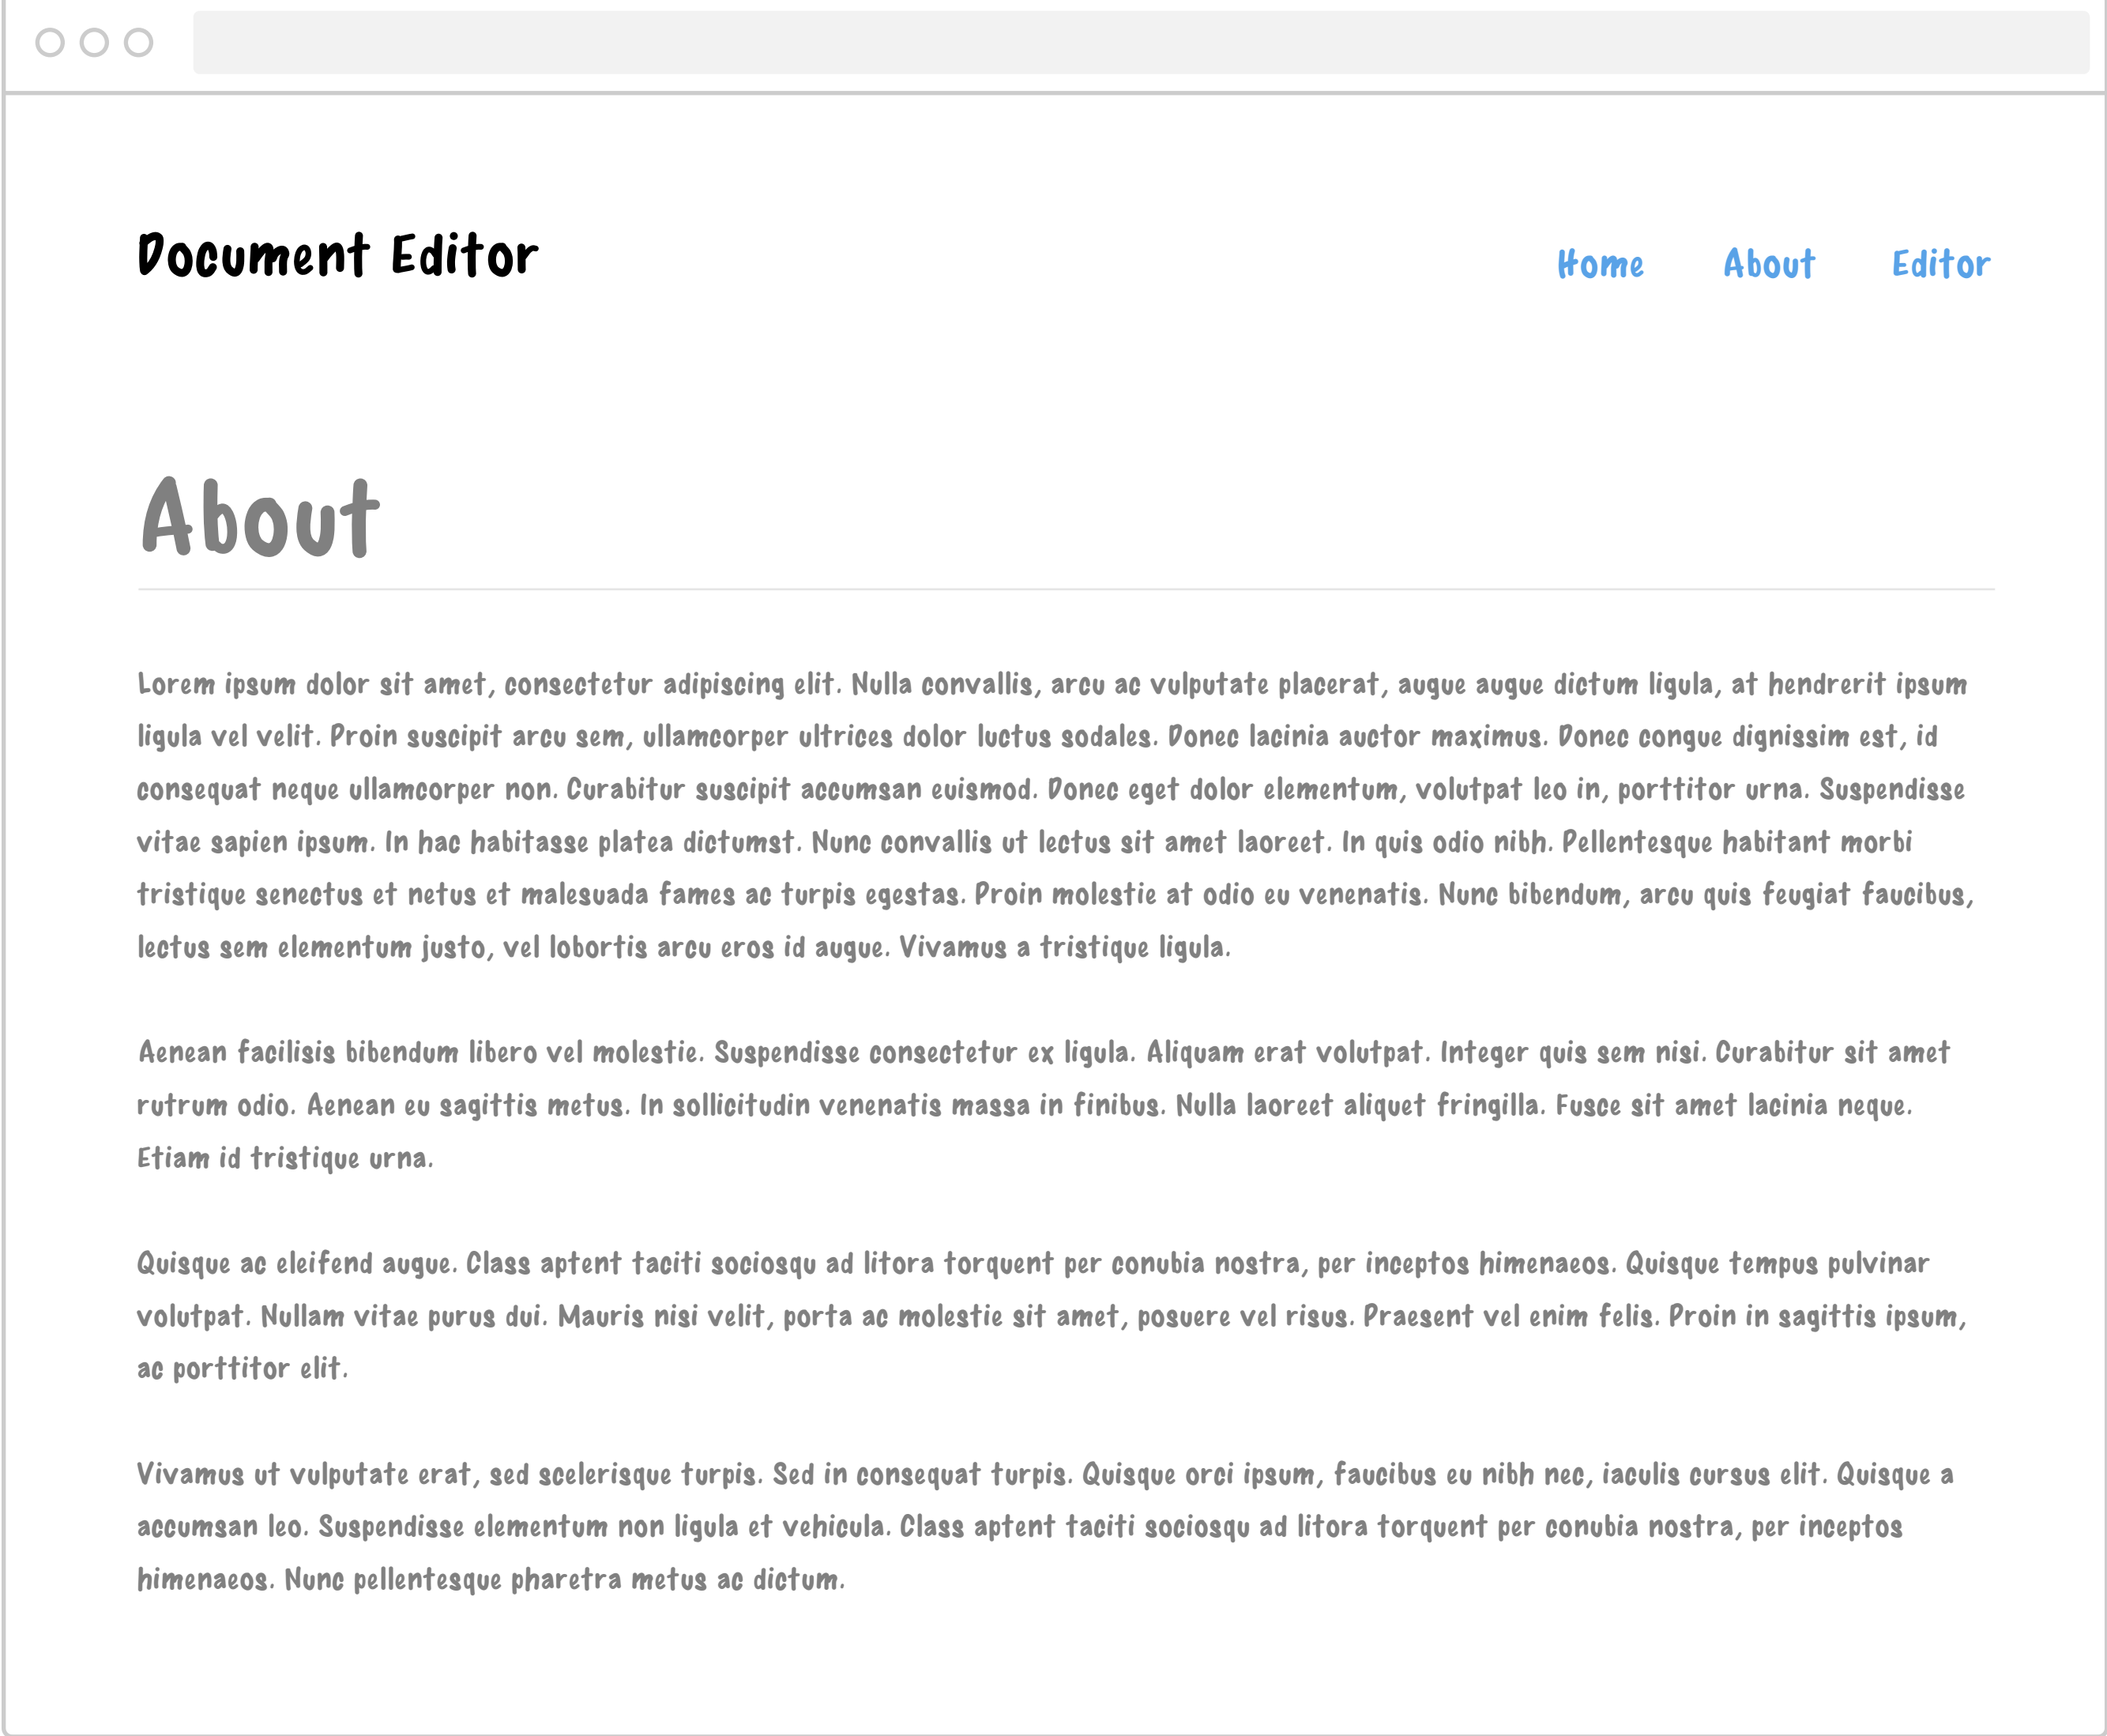 Document Editor
Home About Editor
About
Lorem ipsum dolor sit amet, consectetur adipiscing elit. Nulla convallis, arcu ac vulputate placerat, augue augue dictum ligula, at hendrerit ipsum
ligula vel velit. Proin suscipit arcu sem, ullamcorper ultrices dolor luctus sodales. Donec lacinia auctor maximus. Donec congue dignissim est, id
consequat neque ullamcorper non. Curabitur suscipit accumsan euismod. Donec eget dolor elementum, volutpat leo in, porttitor urna. Suspendisse
vitae sapien ipsum. In hac habitasse platea dictumst. Nunc convallis ut lectus sit amet laoreet. In quis odio nibh. Pellentesque habitant morbi
tristique senectus et netus et malesuada fames ac turpis egestas. Proin molestie at odio eu venenatis. Nunc bibendum, arcu quis feugiat faucibus,
lectus sem elementum justo, vel lobortis arcu eros id augue. Vivamus a tristique ligula.
Aenean facilisis bibendum libero vel molestie. Suspendisse consectetur ex ligula. Aliquam erat volutpat. Integer quis sem nisi. Curabitur sit amet
rutrum odio. Aenean eu sagittis metus. In sollicitudin venenatis massa in finibus. Nulla laoreet aliquet fringilla. Fusce sit amet lacinia neque.
Etiam id tristique urna.
Quisque ac eleifend augue. Class aptent taciti sociosqu ad litora torquent per conubia nostra, per inceptos himenaeos. Quisque tempus pulvinar
volutpat. Nullam vitae purus dui. Mauris nisi velit, porta ac molestie sit amet, posuere vel risus. Praesent vel enim felis. Proin in sagittis ipsum,
ac porttitor elit.
Vivamus ut vulputate erat, sed scelerisque turpis. Sed in consequat turpis. Quisque orci ipsum, faucibus eu nibh nec, iaculis cursus elit. Quisque a
accumsan leo. Suspendisse elementum non ligula et vehicula. Class aptent taciti sociosqu ad litora torquent per conubia nostra, per inceptos
himenaeos. Nunc pellentesque pharetra metus ac dictum.